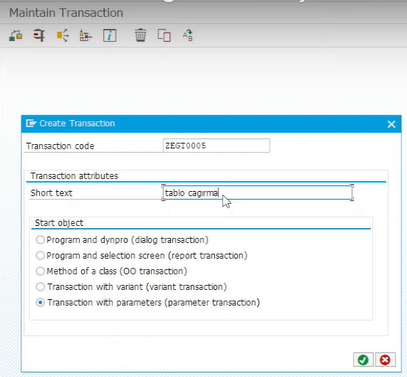 Maintain Transaction
Create Transaction
Transaction code ZEGT0005
Transaction attributes
Short text tablo cagırma
Start object
Program and dynpro (dialog transaction)
Program and selection screen (report transaction)
Method of a class (OO transaction)
Transaction with variant (variant transaction)
Transaction with parameters (parameter transaction)